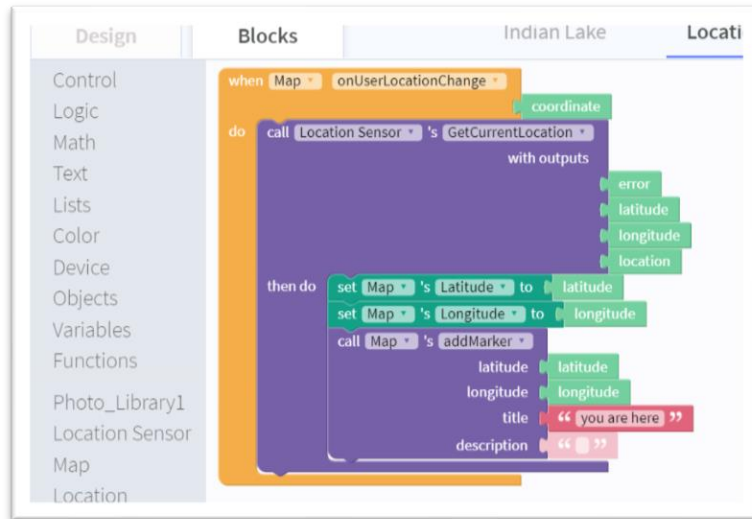 Design Blocks Indian Lake Locati
Control
Logic
Math
Text
Lists
Color
Device
Objects
Variables
Functions
Photo_Library1
Location Sensor
Map
Location
when Map onUserLocationChange
coordinate
do call Location Sensor 's GetCurrentLocation
with outputs
error
latitude
longitude
location
then do set Map 's Latitude to latitude
set Map 's Longitude to longitude
call Map 's addMarker
latitude latitude
longitude longitude
title “ you are here ”
description “ ”